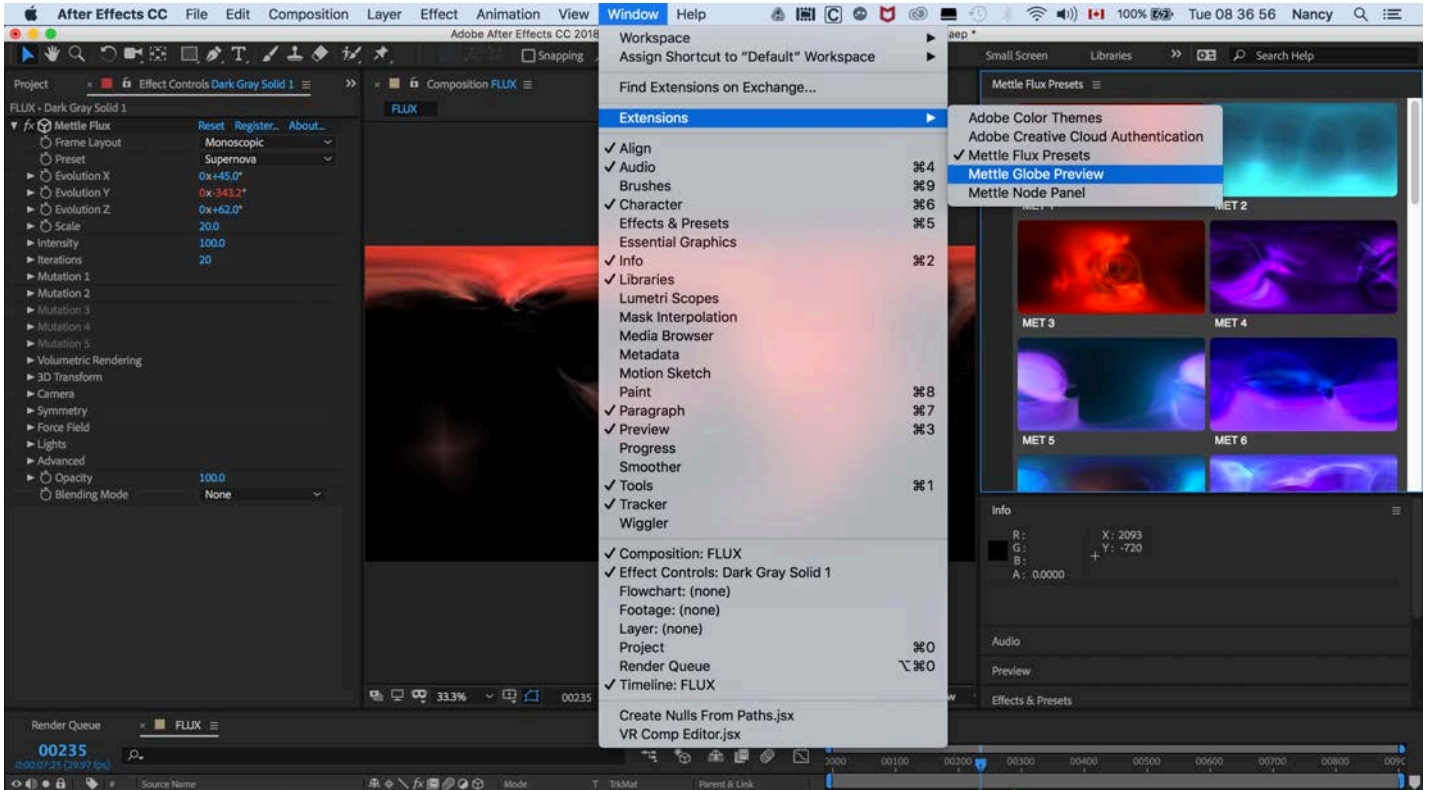 After Effects CC File Edit Composition Layer Effect Animation View Window Help 100% Tue 08 36 56 Nancy
Adobe After Effects CC 2018
aep *
Snapping
Small Screen Libraries Search Help
Project Effect Controls Dark Gray Solid 1
Composition FLUX
FLUX • Dark Gray Solid 1
FLUX
fx Mettle Flux Reset Register... About...
Frame Layout Monoscopic
Preset Supernova
Evolution X 0x+45.0°
Evolution Y 0x-343.2°
Evolution Z 0x+62.0°
Scale 20.0
Intensity 100.0
Iterations 20
Mutation 1
Mutation 2
Mutation 3
Mutation 4
Mutation 5
Volumetric Rendering
3D Transform
Camera
Symmetry
Force Field
Lights
Advanced
Opacity 100.0
Blending Mode None
Workspace
Assign Shortcut to "Default" Workspace
Find Extensions on Exchange...
Extensions
✓ Align
✓ Audio ⌘4
Brushes ⌘9
✓ Character ⌘6
Effects & Presets ⌘5
Essential Graphics
✓ Info ⌘2
✓ Libraries
Lumetri Scopes
Mask Interpolation
Media Browser
Metadata
Motion Sketch
Paint ⌘8
✓ Paragraph ⌘7
✓ Preview ⌘3
Progress
Smoother
✓ Tools ⌘1
✓ Tracker
Wiggler
✓ Composition: FLUX
✓ Effect Controls: Dark Gray Solid 1
Flowchart: (none)
Footage: (none)
Layer: (none)
Project ⌘0
Render Queue ⌥⌘0
✓ Timeline: FLUX
Create Nulls From Paths.jsx
VR Comp Editor.jsx
Adobe Color Themes
Adobe Creative Cloud Authentication
✓ Mettle Flux Presets
Mettle Globe Preview
Mettle Node Panel
Mettle Flux Presets
MET 2
MET 3 MET 4
MET 5 MET 6
Info
R: X: 2093
G: Y: -720
B:
A: 0.0000
Audio
Preview
Effects & Presets
33.3% 00235
Render Queue FLUX
00235
0:00:07:25 (29.97 fps)
# Source Name fx Mode T TrkMat Parent & Link
00100 00200 00300 00400 00500 00600 00700 00800